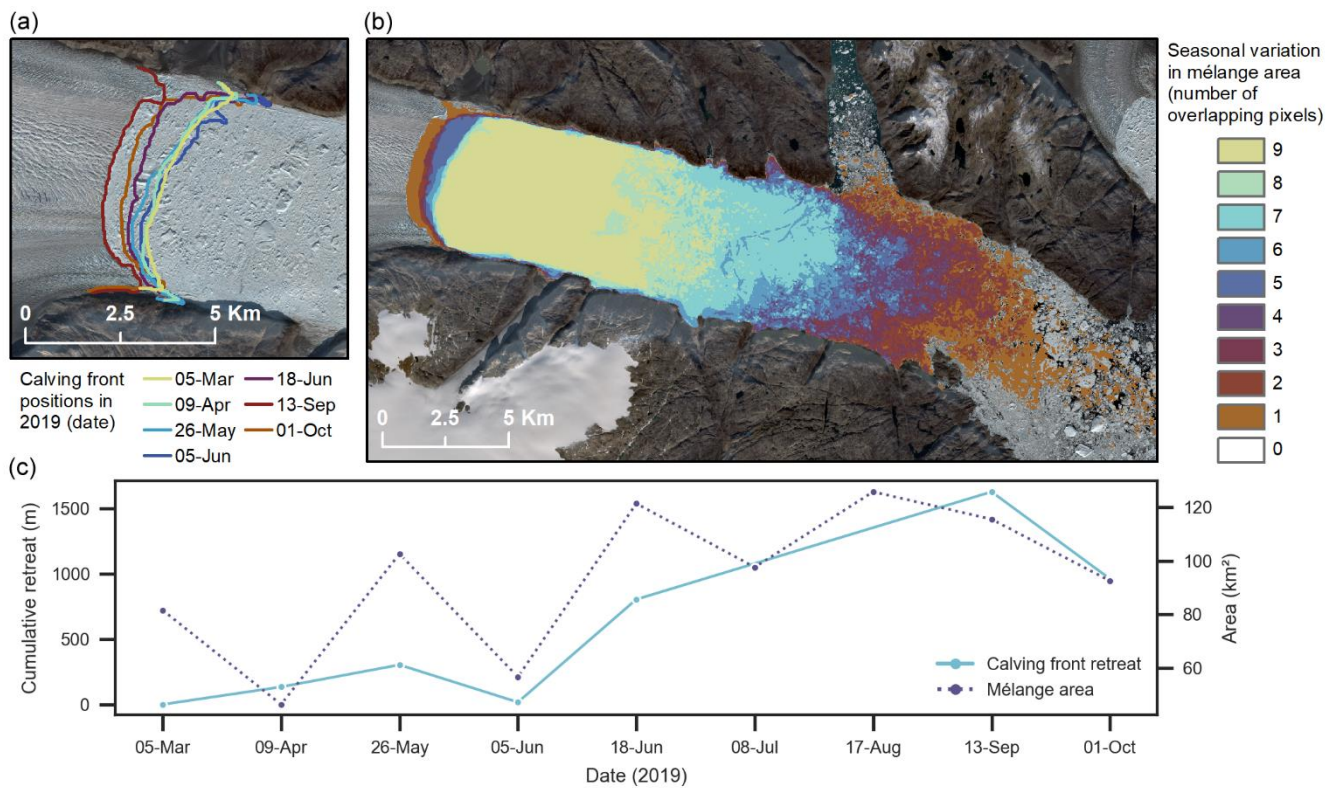 (a)
0 2.5 5 Km
Calving front
positions in
2019 (date)
05-Mar
09-Apr
26-May
05-Jun
18-Jun
13-Sep
01-Oct
(b)
0 2.5 5 Km
Seasonal variation
in mélange area
(number of
overlapping pixels)
9
8
7
6
5
4
3
2
1
0
(c)
Cumulative retreat (m)
1500
1000
500
0
Area (km²)
120
100
80
60
Calving front retreat
Mélange area
05-Mar 09-Apr 26-May 05-Jun 18-Jun 08-Jul 17-Aug 13-Sep 01-Oct
Date (2019)